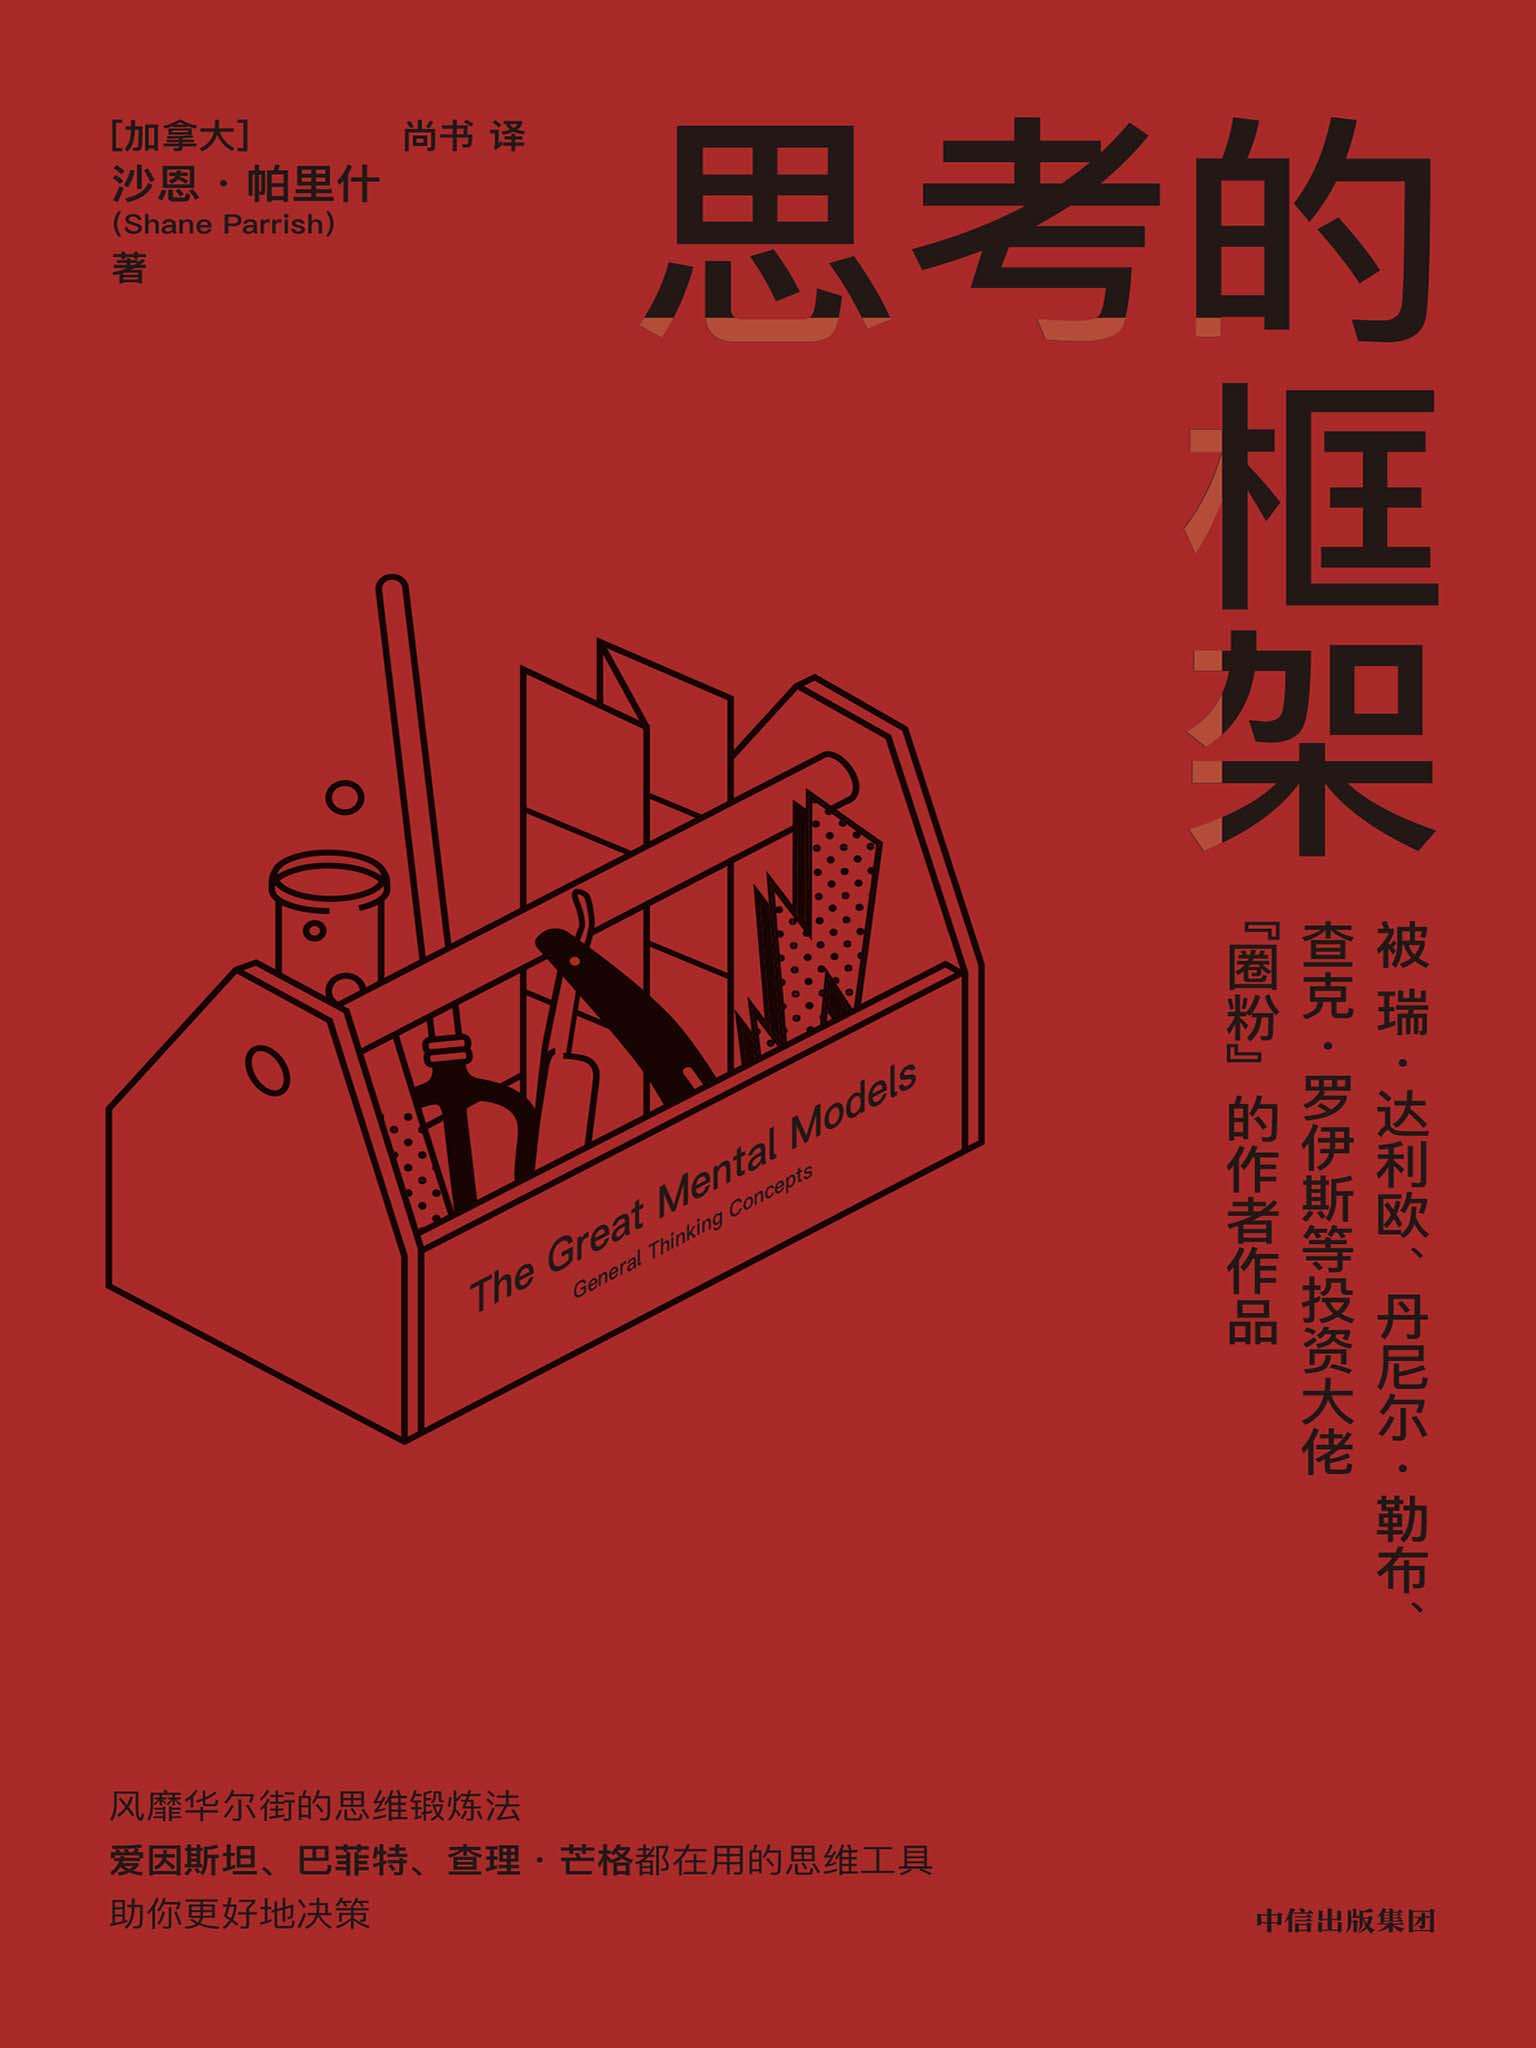 [加拿大]
沙恩·帕里什
(Shane Parrish)
著
尚书 译
思考的
框架
被 瑞·达利欧、丹尼尔·勒布、
查克·罗伊斯等投资大佬
『圈粉』的作者作品
The Great Mental Models
General Thinking Concepts
风靡华尔街的思维锻炼法
爱因斯坦、巴菲特、查理·芒格都在用的思维工具
助你更好地决策
中信出版集团